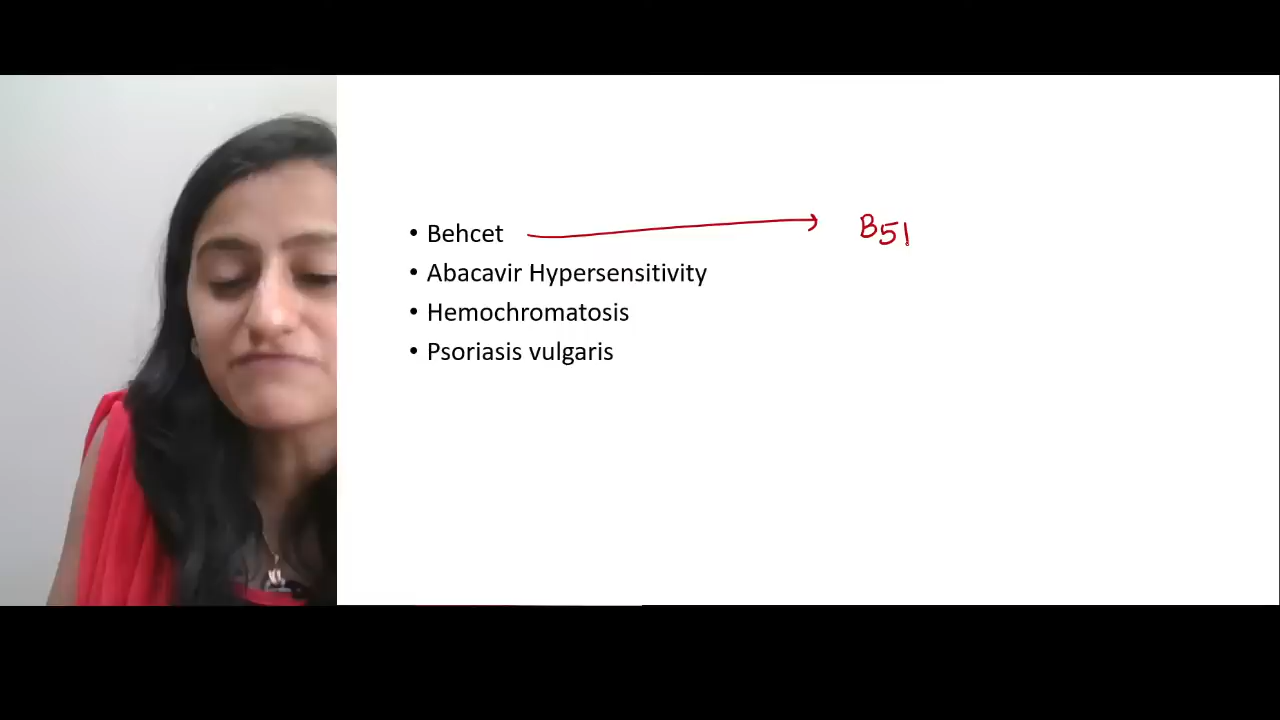 • Behcet B51
• Abacavir Hypersensitivity
• Hemochromatosis
• Psoriasis vulgaris